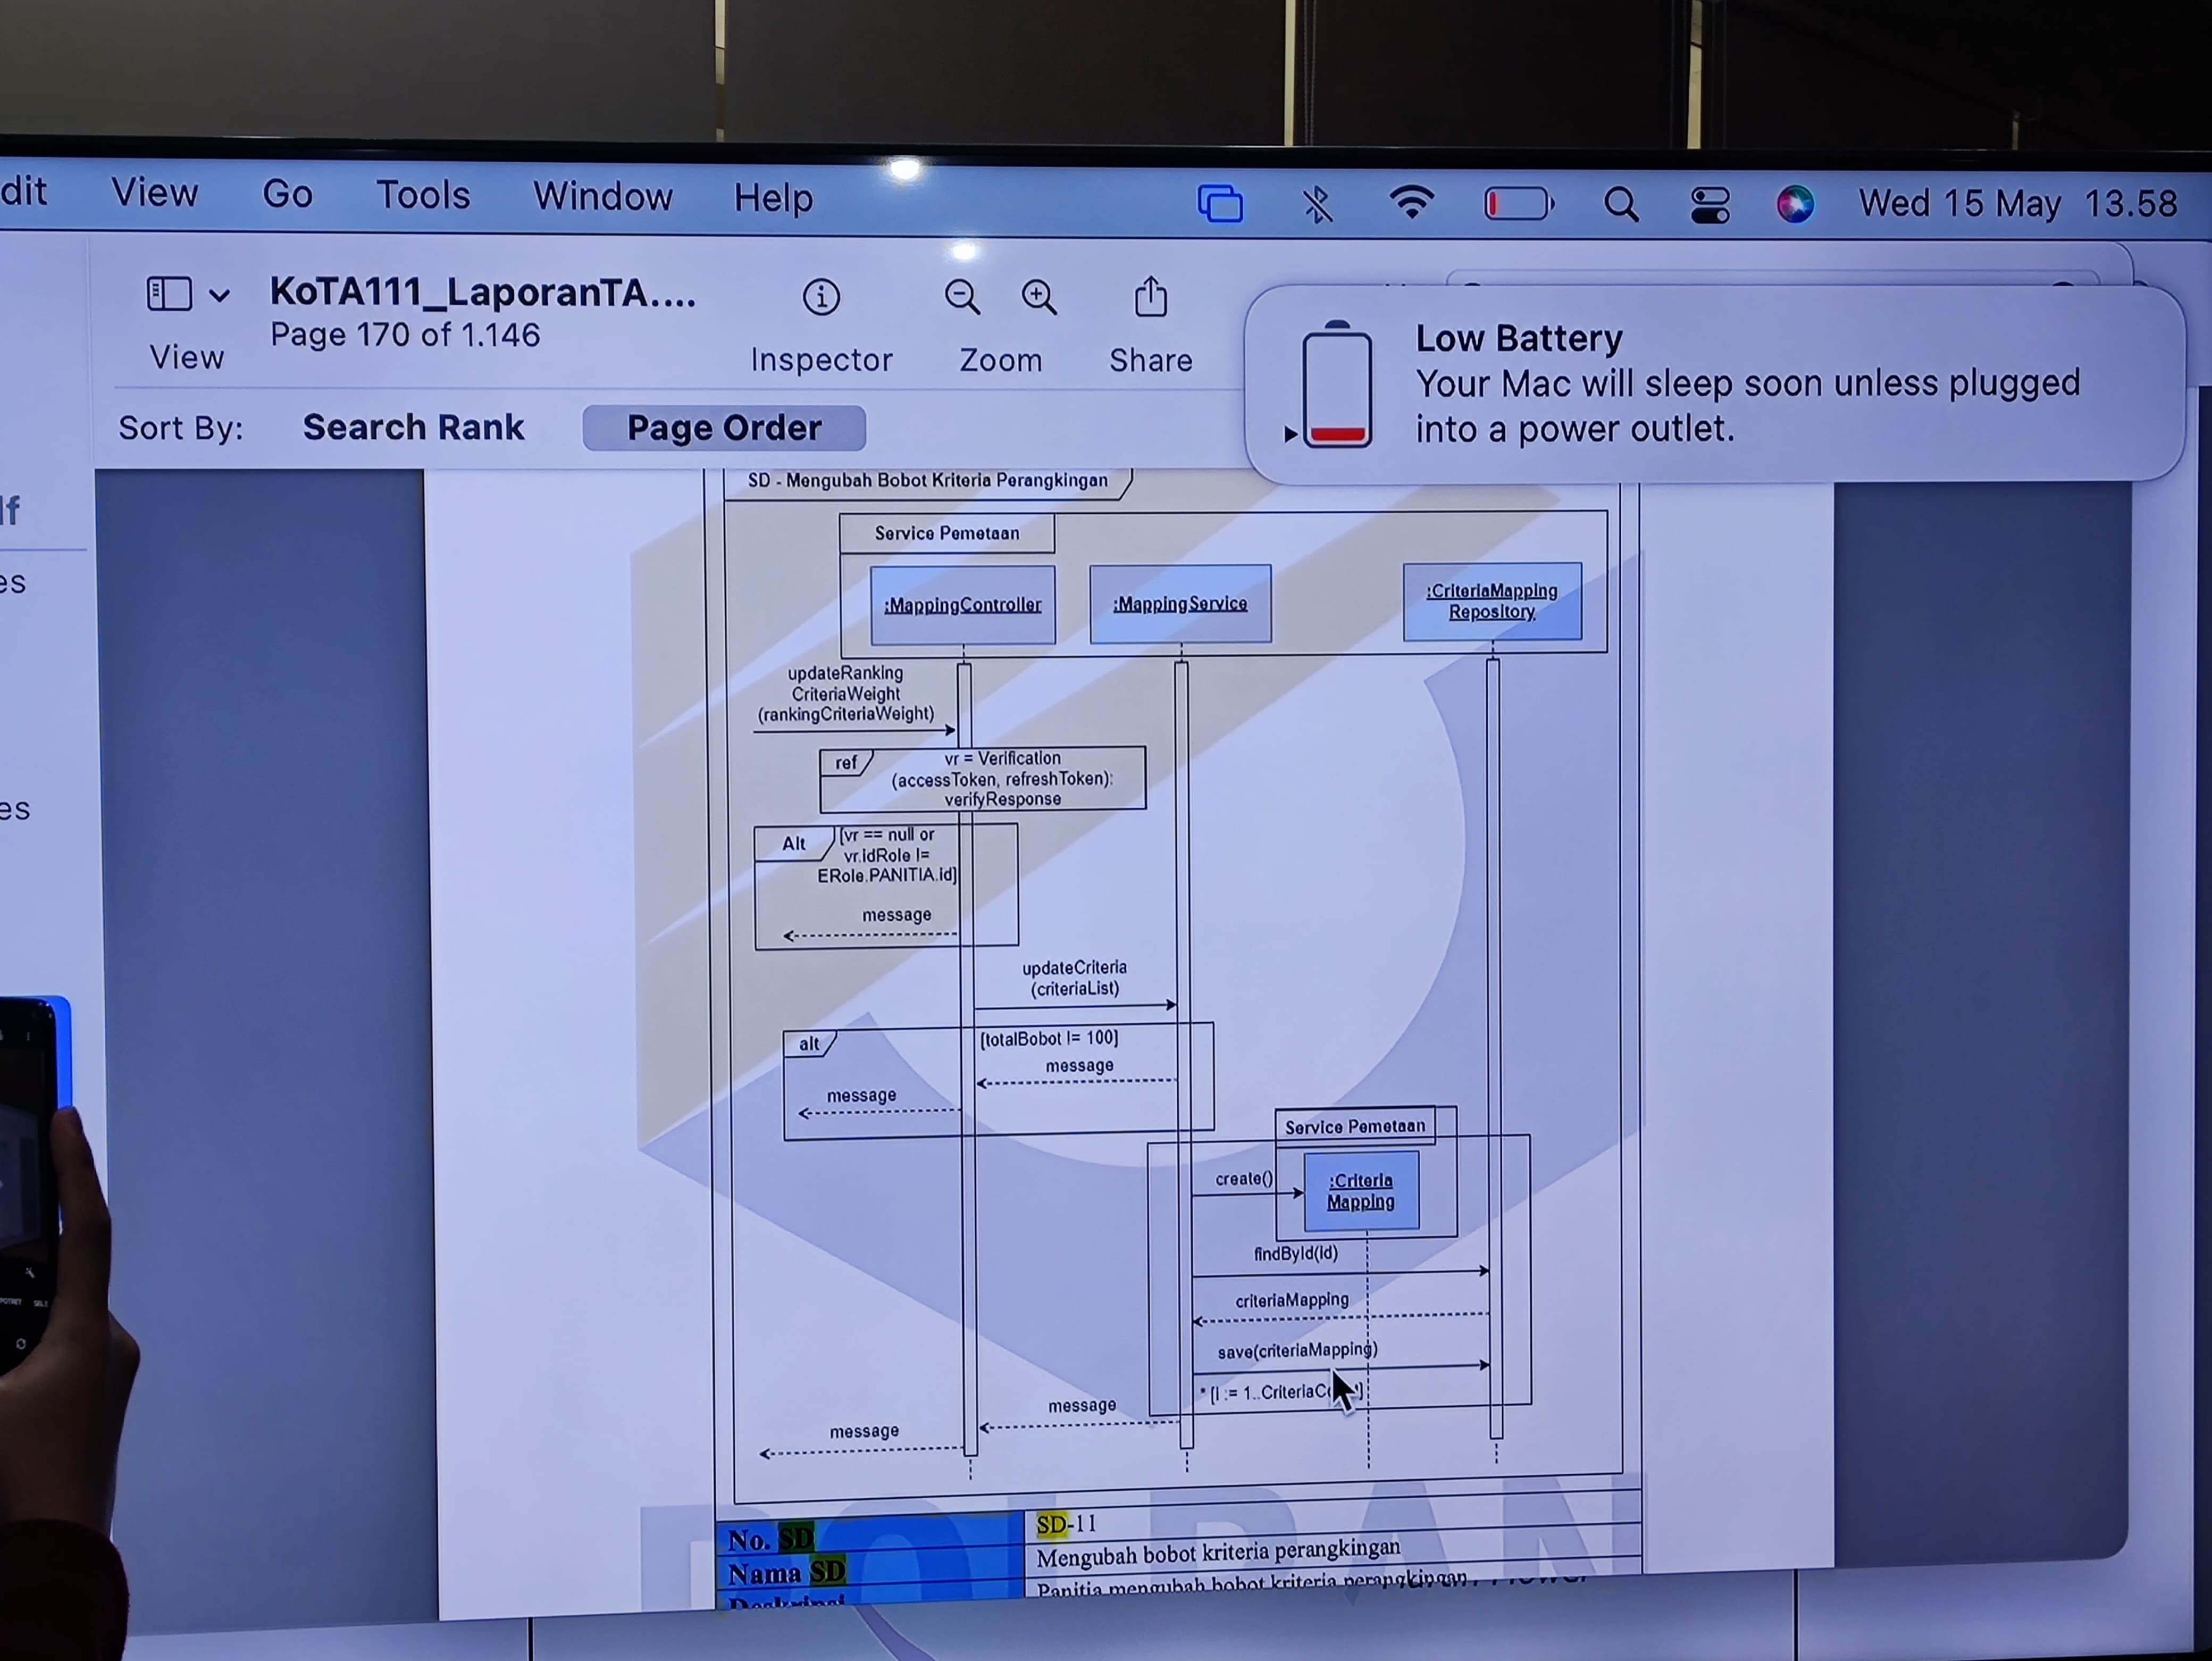 dit View Go Tools Window Help Wed 15 May 13.58
KoTA111_LaporanTA....
Page 170 of 1.146
View Inspector Zoom Share
Low Battery
Your Mac will sleep soon unless plugged
into a power outlet.
Sort By: Search Rank Page Order
lf
es
es
SD - Mengubah Bobot Kriteria Perangkingan
Service Pemetaan
:MappingController
:MappingService
:CriteriaMapping
Repository
updateRanking
CriteriaWeight
(rankingCriteriaWeight)
ref
vr = Verification
(accessToken, refreshToken):
verifyResponse
Alt
[vr == null or
vr.idRole !=
ERole.PANITIA.id]
message
updateCriteria
(criteriaList)
alt
[totalBobot != 100]
message
message
Service Pemetaan
create()
:Criteria
Mapping
findById(id)
criteriaMapping
save(criteriaMapping)
* [i := 1..CriteriaC
message
message
POLBAN
No. SD
SD-11
Nama SD
Mengubah bobot kriteria perangkingan
Deskripsi
Panitia mengubah bobot kriteria perangkingan